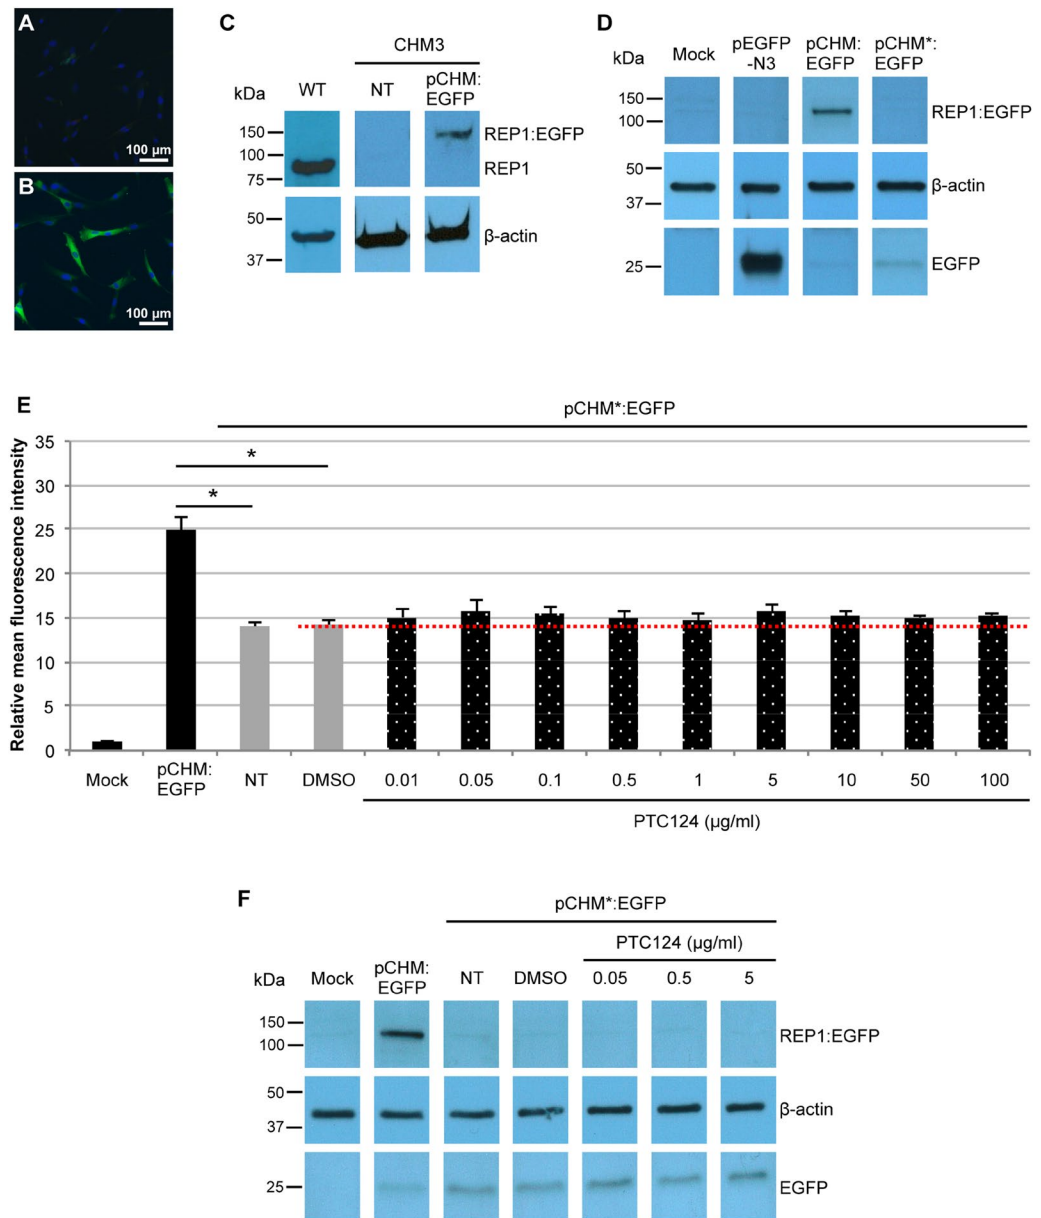 A
100 µm
B
100 µm
C
CHM3
kDa
WT
NT
pCHM:
EGFP
150
100
75
REP1:EGFP
REP1
50
37
β-actin
D
kDa
Mock
pEGFP
-N3
pCHM:
EGFP
pCHM*:
EGFP
150
100
REP1:EGFP
50
37
β-actin
25
EGFP
E
pCHM*:EGFP
Relative mean fluorescence intensity
35
30
25
20
15
10
5
0
*
*
Mock
pCHM:
EGFP
NT
DMSO
0.01
0.05
0.1
0.5
1
5
10
50
100
PTC124 (µg/ml)
F
pCHM*:EGFP
PTC124 (µg/ml)
kDa
Mock
pCHM:
EGFP
NT
DMSO
0.05
0.5
5
150
100
REP1:EGFP
50
37
β-actin
25
EGFP